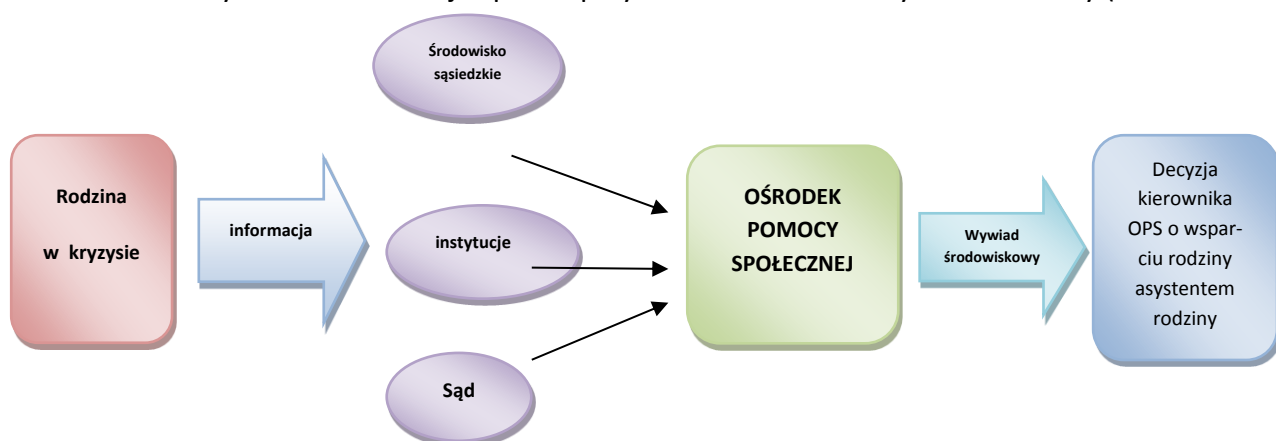 Środowisko
sąsiedzkie
Rodzina
w kryzysie
informacja
instytucje
Sąd
OŚRODEK
POMOCY
SPOŁECZNEJ
Wywiad
środowiskowy
Decyzja
kierownika
OPS o wspar-
ciu rodziny
asystentem
rodziny